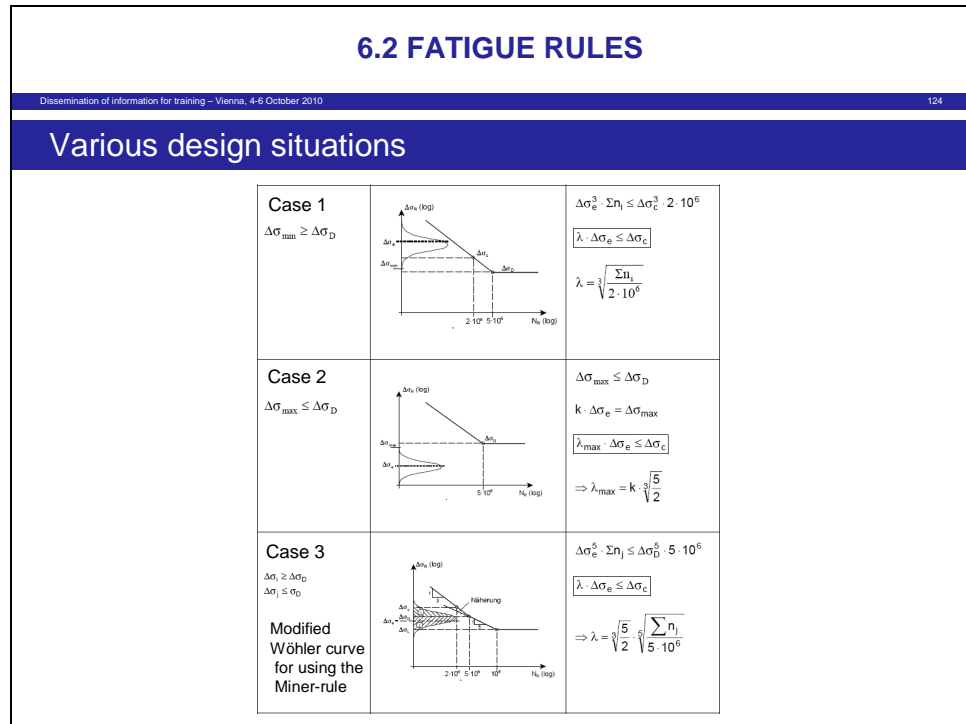 6.2 FATIGUE RULES
Dissemination of information for training – Vienna, 4-6 October 2010 124
Various design situations
Case 1
Δσmin ≥ ΔσD
ΔσR (log)
Δσe
Δσmin
Δσc
ΔσD
2·10⁶ 5·10⁶ NR (log)
Δσe³ · Σni ≤ Δσc³ · 2·10⁶
λ · Δσe ≤ Δσc
λ = ∛(Σni / 2·10⁶)
Case 2
Δσmax ≤ ΔσD
ΔσR (log)
Δσmax
Δσe
ΔσD
5·10⁶ NR (log)
Δσmax ≤ ΔσD
k · Δσe = Δσmax
λmax · Δσe ≤ Δσc
⇒ λmax = k · ∛(5/2)
Case 3
Δσi ≥ ΔσD
Δσj ≤ σD
Modified
Wöhler curve
for using the
Miner-rule
ΔσR (log)
1
3
Näherung
5
2·10⁶ 5·10⁶ 10⁸ NR (log)
Δσe⁵ · Σnj ≤ ΔσD⁵ · 5·10⁶
λ · Δσe ≤ Δσc
⇒ λ = ∛(5/2) · ⁵√(∑nj / 5·10⁶)